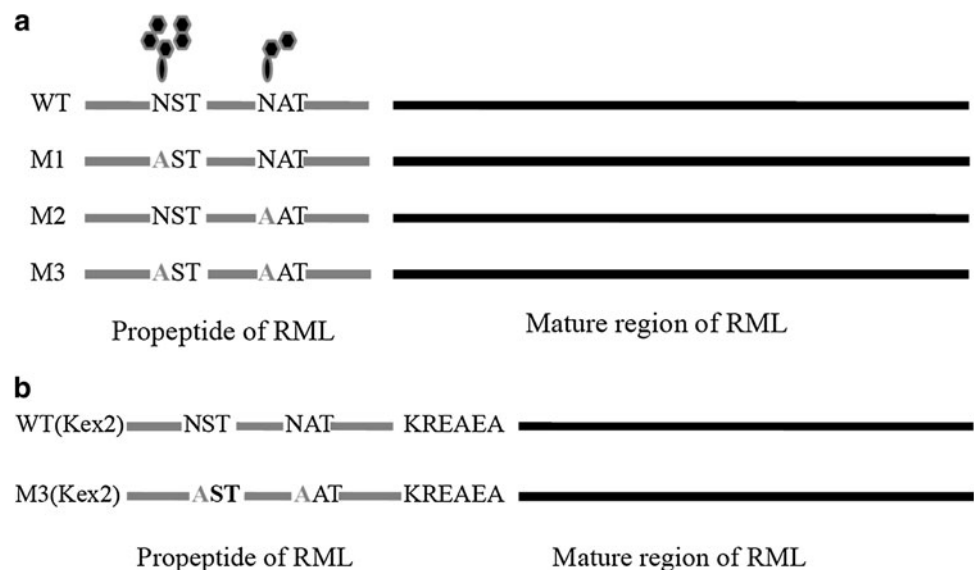 a
WT NST NAT
M1 AST NAT
M2 NST AAT
M3 AST AAT
Propeptide of RML Mature region of RML
b
WT(Kex2) NST NAT KREAEA
M3(Kex2) AST AAT KREAEA
Propeptide of RML Mature region of RML